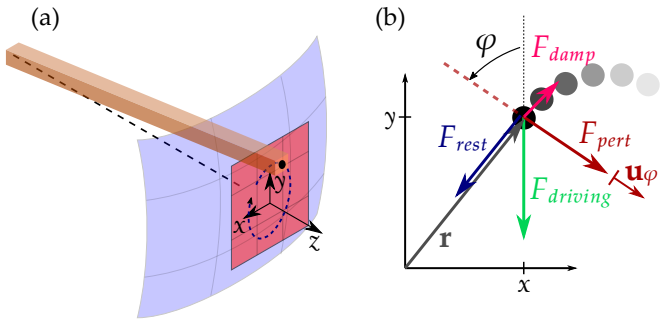 (a)
y
x
z
(b)
φ
F_damp
y
F_rest
F_pert
u_φ
F_driving
r
x